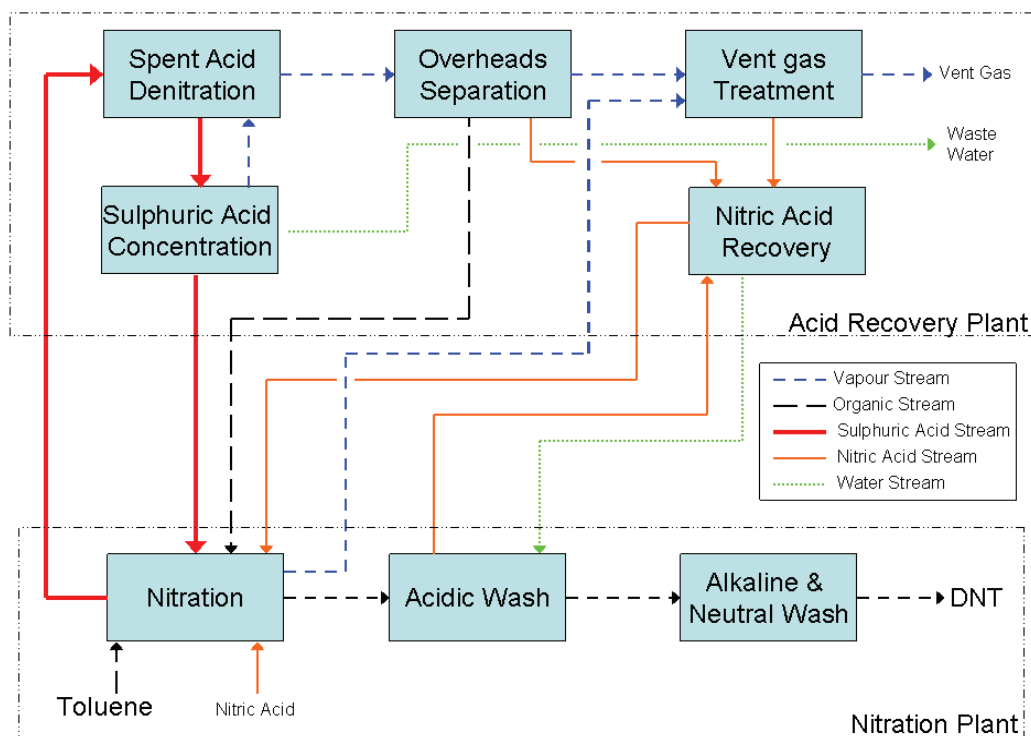 Spent Acid
Denitration
Overheads
Separation
Vent gas
Treatment
Vent Gas
Waste
Water
Sulphuric Acid
Concentration
Nitric Acid
Recovery
Acid Recovery Plant
Vapour Stream
Organic Stream
Sulphuric Acid Stream
Nitric Acid Stream
Water Stream
Nitration
Acidic Wash
Alkaline &
Neutral Wash
DNT
Toluene
Nitric Acid
Nitration Plant